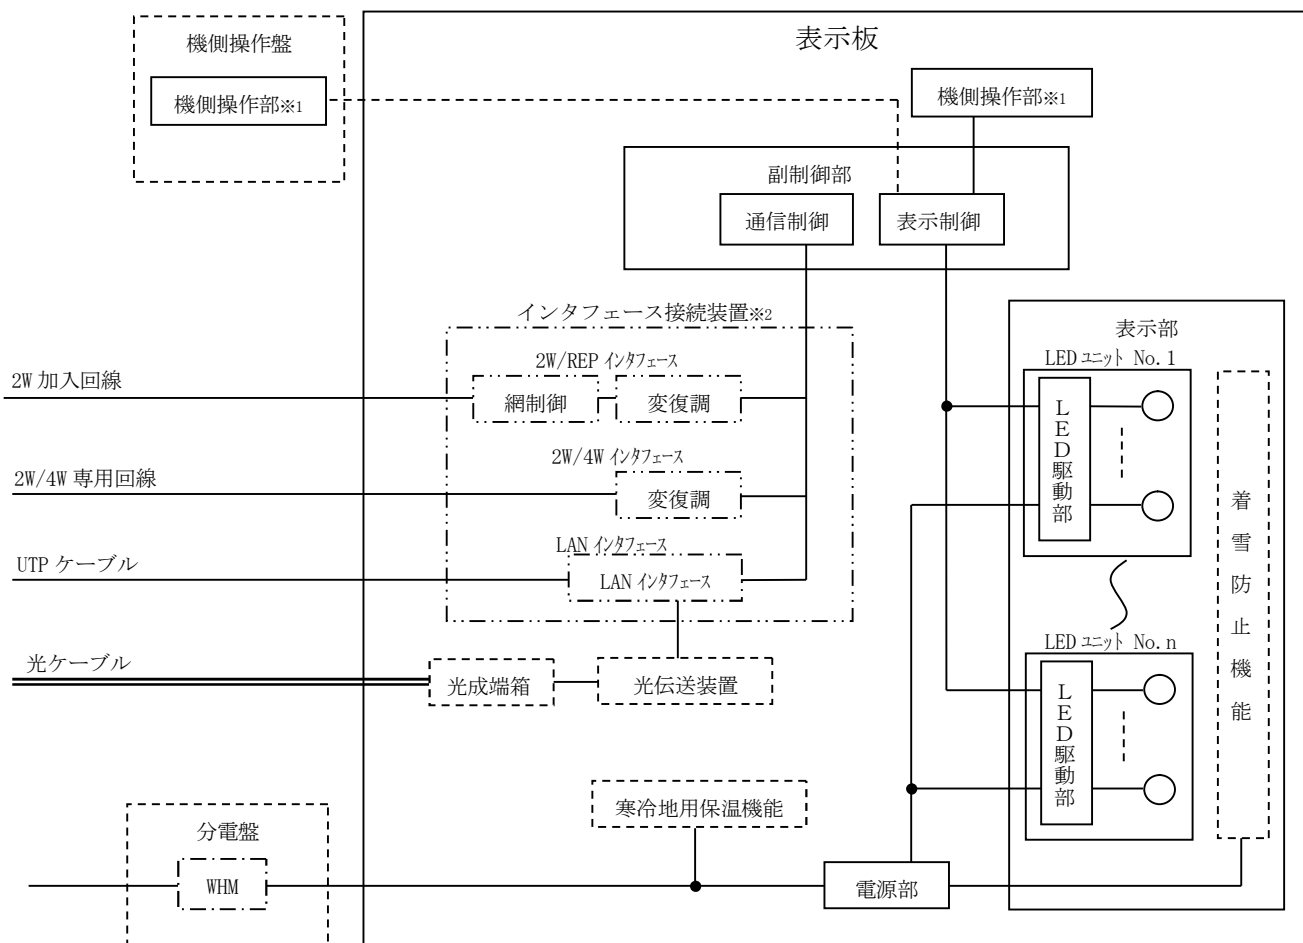 表示板
機側操作盤
機側操作部※1
機側操作部※1
副制御部
通信制御
表示制御
インタフェース接続装置※2
2W/REP インタフェース
網制御
変復調
2W/4W インタフェース
変復調
LAN インタフェース
LAN インタフェース
2W 加入回線
2W/4W 専用回線
UTP ケーブル
光ケーブル
光成端箱
光伝送装置
表示部
LED ユニット No.1
LED駆動部
LED ユニット No.n
LED駆動部
着雪防止機能
寒冷地用保温機能
分電盤
WHM
電源部